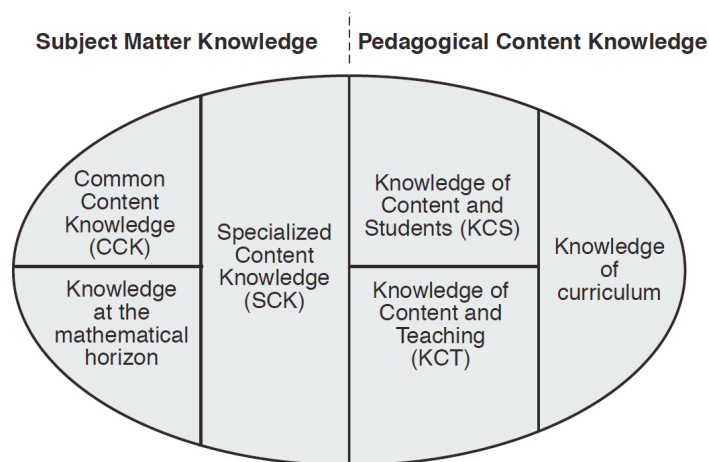 Subject Matter Knowledge
Pedagogical Content Knowledge
Common
Content
Knowledge
(CCK)
Knowledge
at the
mathematical
horizon
Specialized
Content
Knowledge
(SCK)
Knowledge of
Content and
Students (KCS)
Knowledge of
Content and
Teaching
(KCT)
Knowledge
of
curriculum